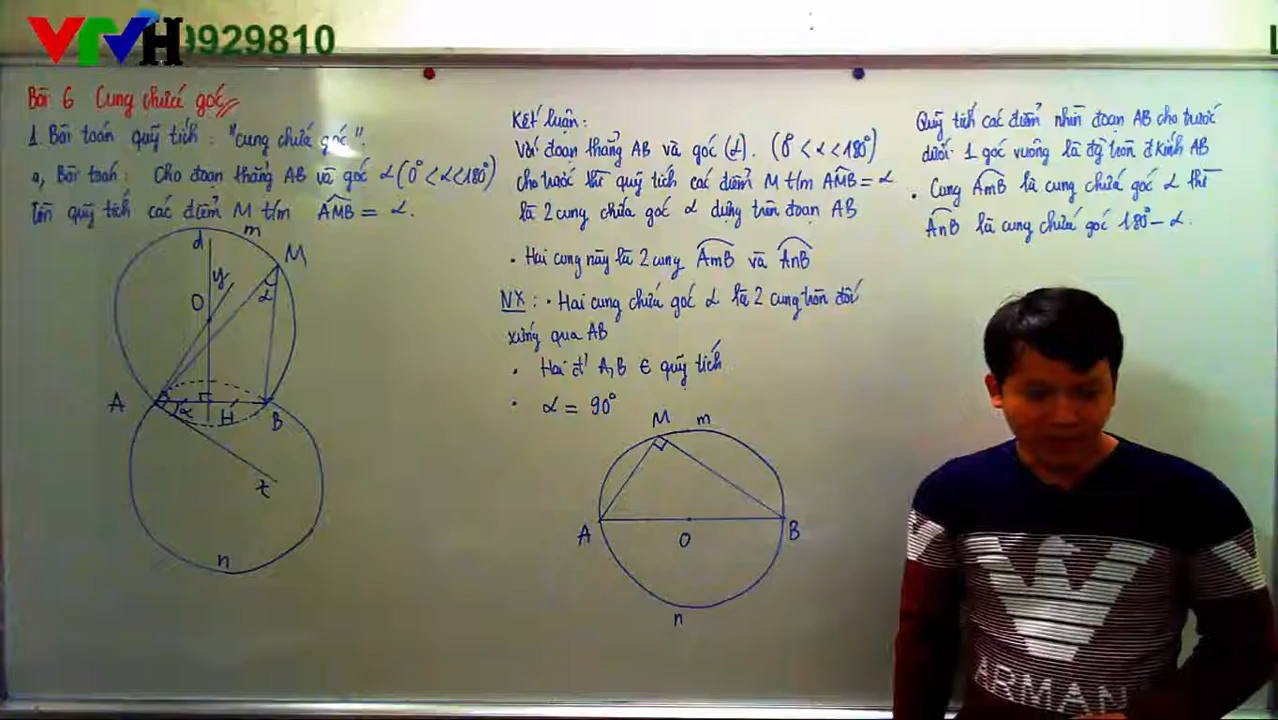 VTVH
9929810
Bài 6 Cung chứa góc
1. Bài toán quỹ tích : "cung chứa góc".
a, Bài toán : Cho đoạn thẳng AB và góc α (0° < α < 180°)
Tìm quỹ tích các điểm M t/m AMB = α.
d
m
M
y
α
O
A
α
H
B
t
n
Kết luận:
Với đoạn thẳng AB và góc (α). (0° < α < 180°)
cho trước thì quỹ tích các điểm M t/m AMB = α
là 2 cung chứa góc α dựng trên đoạn AB
. Hai cung này là 2 cung AmB và AnB
NX : . Hai cung chứa góc α là 2 cung tròn đối
xứng qua AB
. Hai đ' A,B ∈ quỹ tích
. α = 90°
M
m
A
O
B
n
Quỹ tích các điểm nhìn đoạn AB cho trước
dưới 1 góc vuông là đg tròn đkính AB
. Cung AmB là cung chứa góc α thì
AnB là cung chứa góc 180° - α.
ARMAN